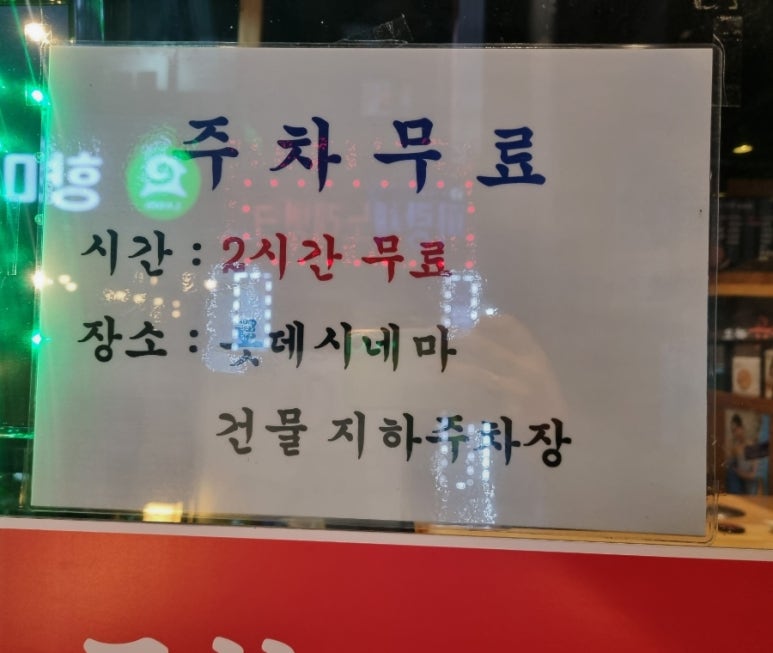 주차무료
시간 : 2시간 무료
장소 : 롯데시네마
건물 지하주차장